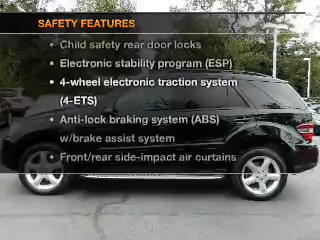 SAFETY FEATURES
• Child safety rear door locks
• Electronic stability program (ESP)
• 4-wheel electronic traction system
(4-ETS)
• Anti-lock braking system (ABS)
w/brake assist system
• Front/rear side-impact air curtains